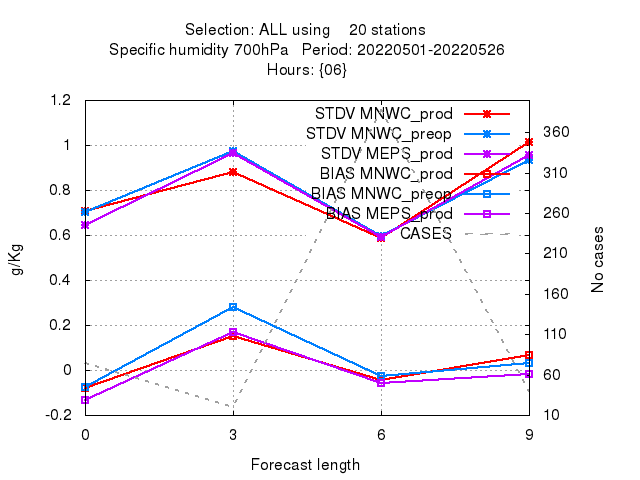 Selection: ALL using 20 stations
Specific humidity 700hPa Period: 20220501-20220526
Hours: {06}
STDV MNWC_prod
STDV MNWC_preop
STDV MEPS_prod
BIAS MNWC_prod
BIAS MNWC_preop
BIAS MEPS_prod
CASES
g/Kg
1.2
1
0.8
0.6
0.4
0.2
0
-0.2
No cases
360
310
260
210
160
110
60
10
0 3 6 9
Forecast length